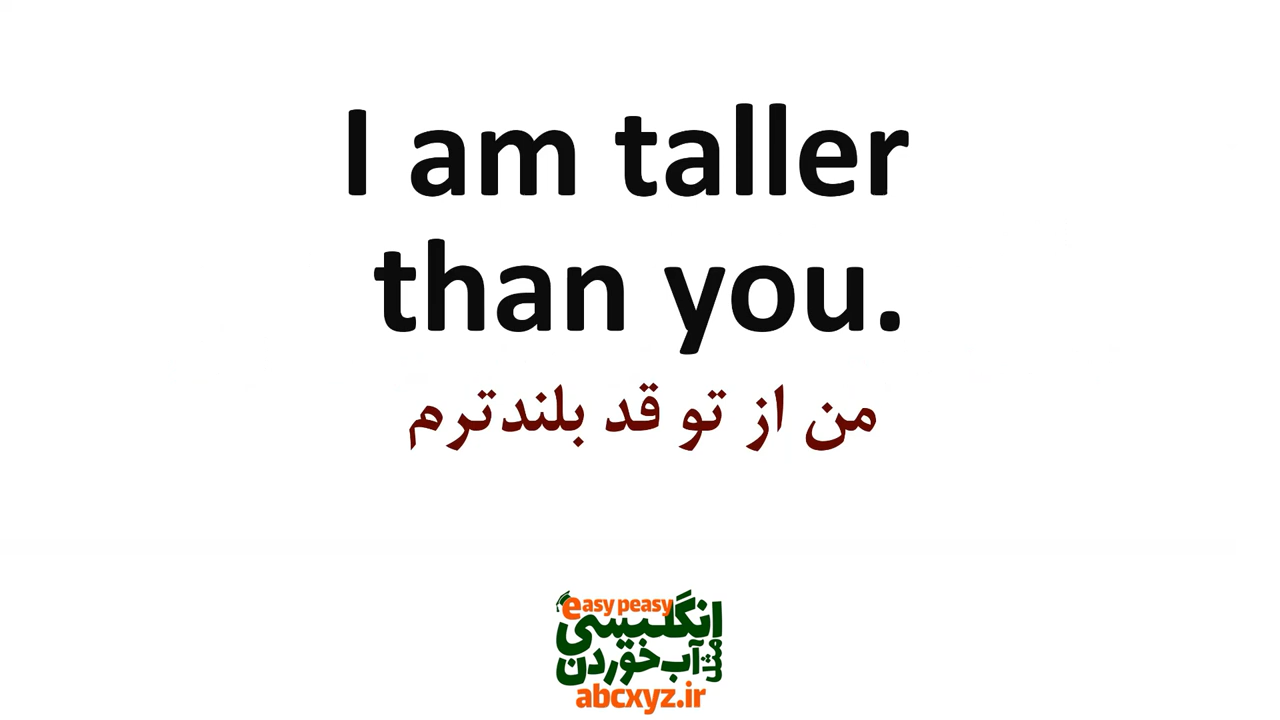 I am taller
than you.
من از تو قد بلندترم
easy peasy
انگلیسی
مثل آب خوردن
abcxyz.ir